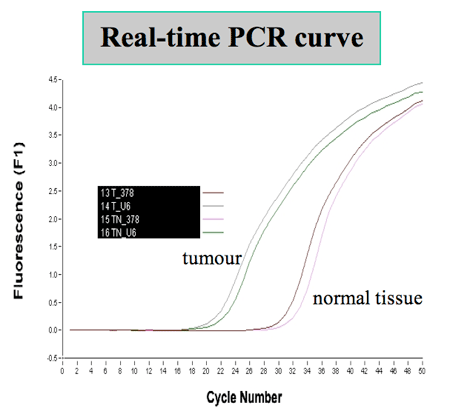 Real-time PCR curve
Fluorescence (F1)
4.5-
4.0-
3.5-
3.0-
2.5-
2.0-
1.5-
1.0-
0.5-
0.0-
-0.5-
13 T_378
14 T_U6
15 TN_378
16 TN_U6
tumour
normal tissue
0 2 4 6 8 10 12 14 16 18 20 22 24 26 28 30 32 34 36 38 40 42 44 46 48 50
Cycle Number